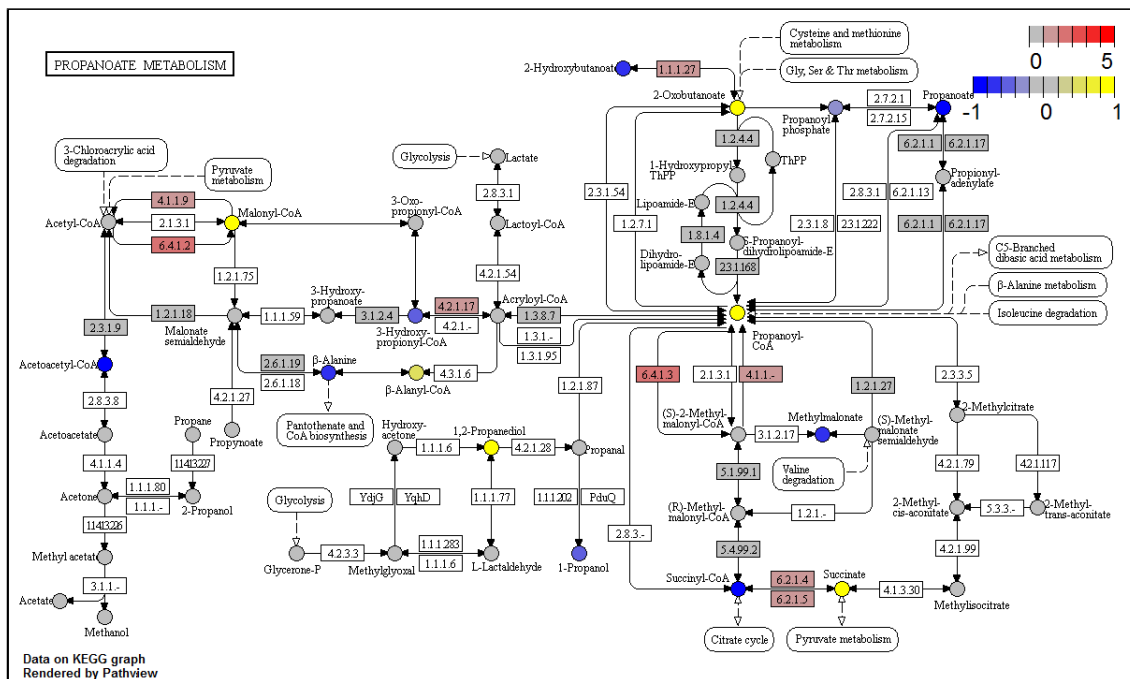 PROPANOATE METABOLISM
Cysteine and methionine
metabolism
Gly, Ser & Thr metabolism
0
5
-1
0
1
2-Hydroxybutanoate
1.1.1.27
2-Oxobutanoate
Propanoyl
phosphate
2.7.2.1
2.7.2.15
Propanoate
3-Chloroacrylic acid
degradation
Pyruvate
metabolism
Glycolysis
Lactate
1.2.4.4
ThPP
1-Hydroxypropyl
ThPP
6.2.1.1
6.2.1.17
Propionyl-
adenylate
2.8.3.1
2.3.1.54
1.2.7.1
Lipoamide-E
1.2.4.4
2.8.3.1
6.2.1.13
4.1.1.9
Acetyl-CoA
2.1.3.1
Malonyl-CoA
6.4.1.2
3-Oxo-
propionyl-CoA
Lactoyl-CoA
1.8.1.4
S-Propanoyl-
dihydrolipoamide-E
Dihydro-
lipoamide-E
2.3.1.168
2.3.1.8
2.3.1.222
6.2.1.1
6.2.1.17
C5-Branched
dibasic acid metabolism
β-Alanine metabolism
Isoleucine degradation
1.2.1.75
4.2.1.54
3-Hydroxy-
propanoate
Acryloyl-CoA
1.2.1.18
Malonate
semialdehyde
1.1.1.59
3.1.2.4
3-Hydroxy-
propionyl-CoA
4.2.1.17
4.2.1.-
1.3.8.7
1.3.1.-
1.3.1.95
Propanoyl-
CoA
2.3.1.9
Acetoacetyl-CoA
2.6.1.19
2.6.1.18
β-Alanine
β-Alanyl-CoA
4.3.1.6
1.2.1.87
6.4.1.3
2.1.3.1
4.1.1.-
1.2.1.27
2.3.3.5
2.8.3.8
4.2.1.27
Pantothenate and
CoA biosynthesis
Acetoacetate
Propane
Propynoate
Hydroxy-
acetone
1.1.1.6
1,2-Propanediol
4.2.1.28
Propanal
(S)-2-Methyl-
malonyl-CoA
3.1.2.17
Methylmalonate
(S)-Methyl-
malonate
semialdehyde
2-Methylcitrate
4.1.1.4
1.14.13.227
Acetone
1.1.1.80
1.1.1.-
2-Propanol
Glycolysis
YdjG
YqhD
1.1.1.77
1.1.1.202
PduQ
5.1.99.1
Valine
degradation
4.2.1.79
4.2.1.117
1.14.13.226
(R)-Methyl-
malonyl-CoA
1.2.1.-
2-Methyl-
cis-aconitate
5.3.3.-
2-Methyl-
trans-aconitate
Methyl acetate
Glycerone-P
4.2.3.3
Methylglyoxal
1.1.1.283
1.1.1.6
L-Lactaldehyde
1-Propanol
2.8.3.-
5.4.99.2
4.2.1.99
3.1.1.-
Acetate
Methanol
Succinyl-CoA
6.2.1.4
6.2.1.5
Succinate
4.1.3.30
Methylisocitrate
Citrate cycle
Pyruvate metabolism
Data on KEGG graph
Rendered by Pathview